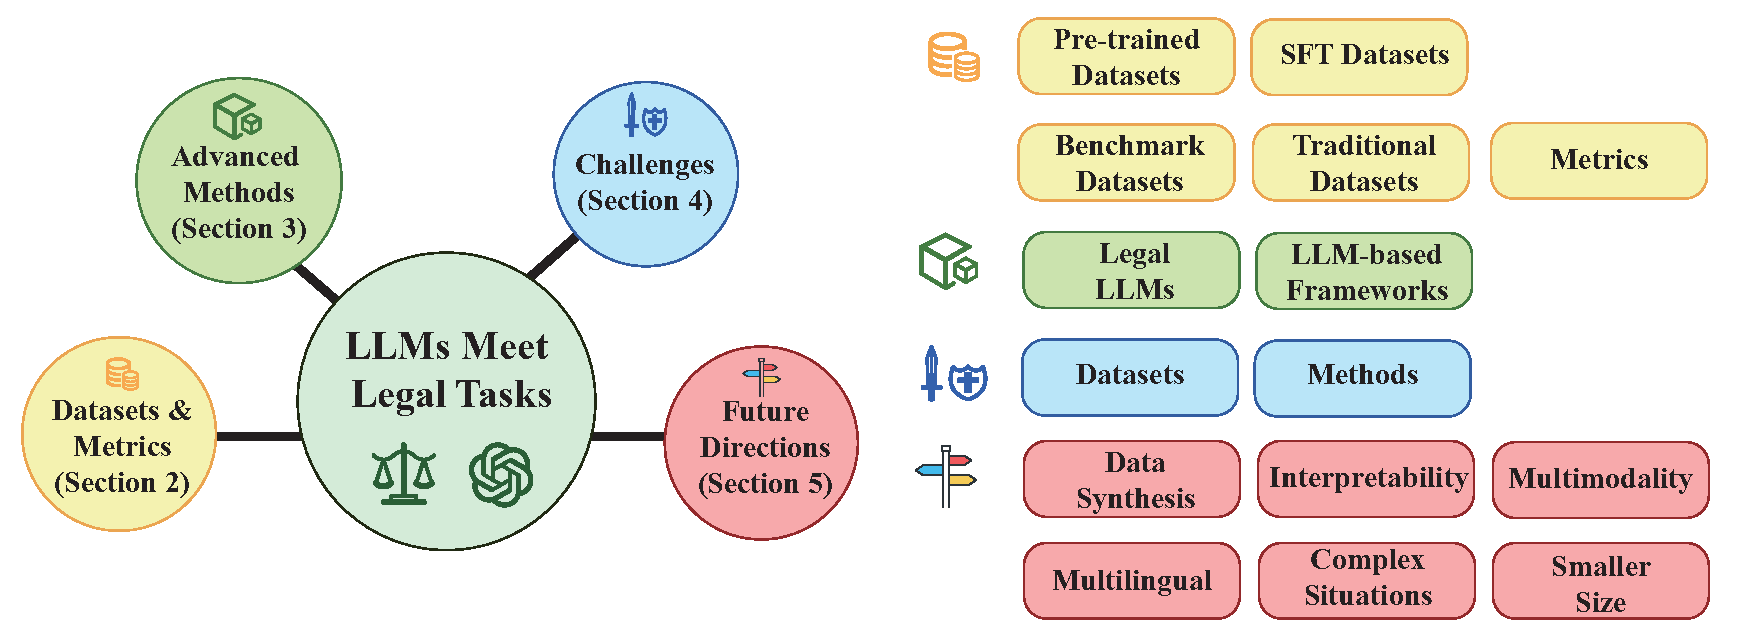 Advanced
Methods
(Section 3)
Challenges
(Section 4)
LLMs Meet
Legal Tasks
Datasets &
Metrics
(Section 2)
Future
Directions
(Section 5)
Pre-trained
Datasets
SFT Datasets
Benchmark
Datasets
Traditional
Datasets
Metrics
Legal
LLMs
LLM-based
Frameworks
Datasets
Methods
Data
Synthesis
Interpretability
Multimodality
Multilingual
Complex
Situations
Smaller
Size